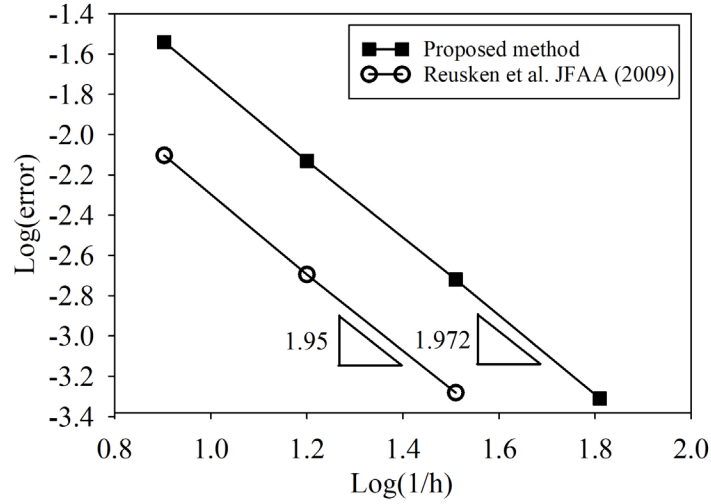 -1.4
-1.6
-1.8
-2.0
-2.2
-2.4
-2.6
-2.8
-3.0
-3.2
-3.4
Log(error)
Proposed method
Reusken et al. JFAA (2009)
1.95
1.972
0.8 1.0 1.2 1.4 1.6 1.8 2.0
Log(1/h)